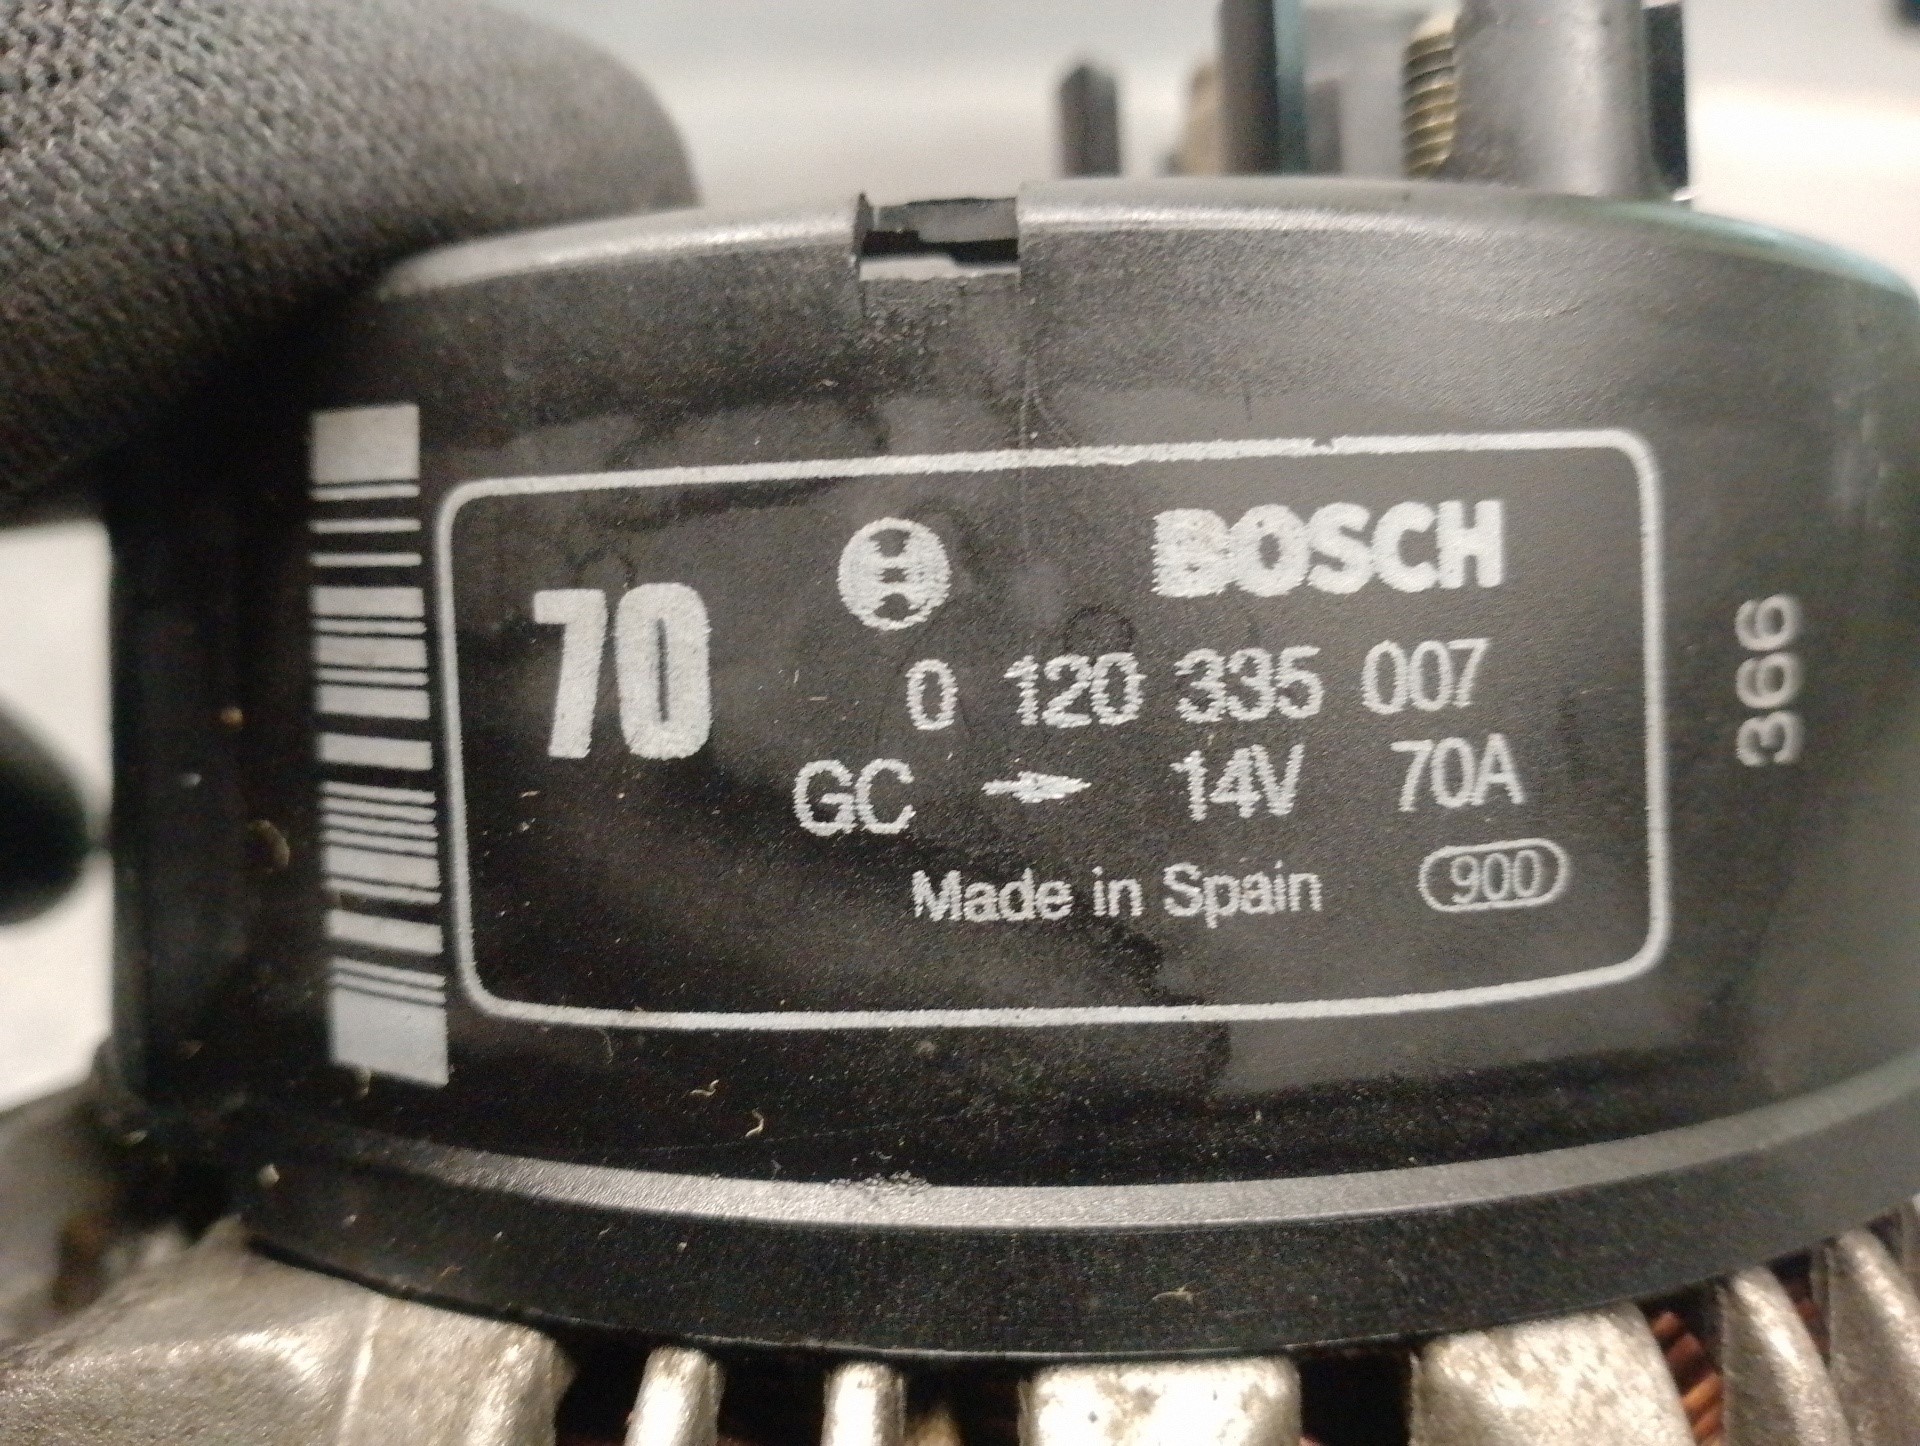 BOSCH
70
0 120 335 007
GC → 14V 70A
Made in Spain 900
366